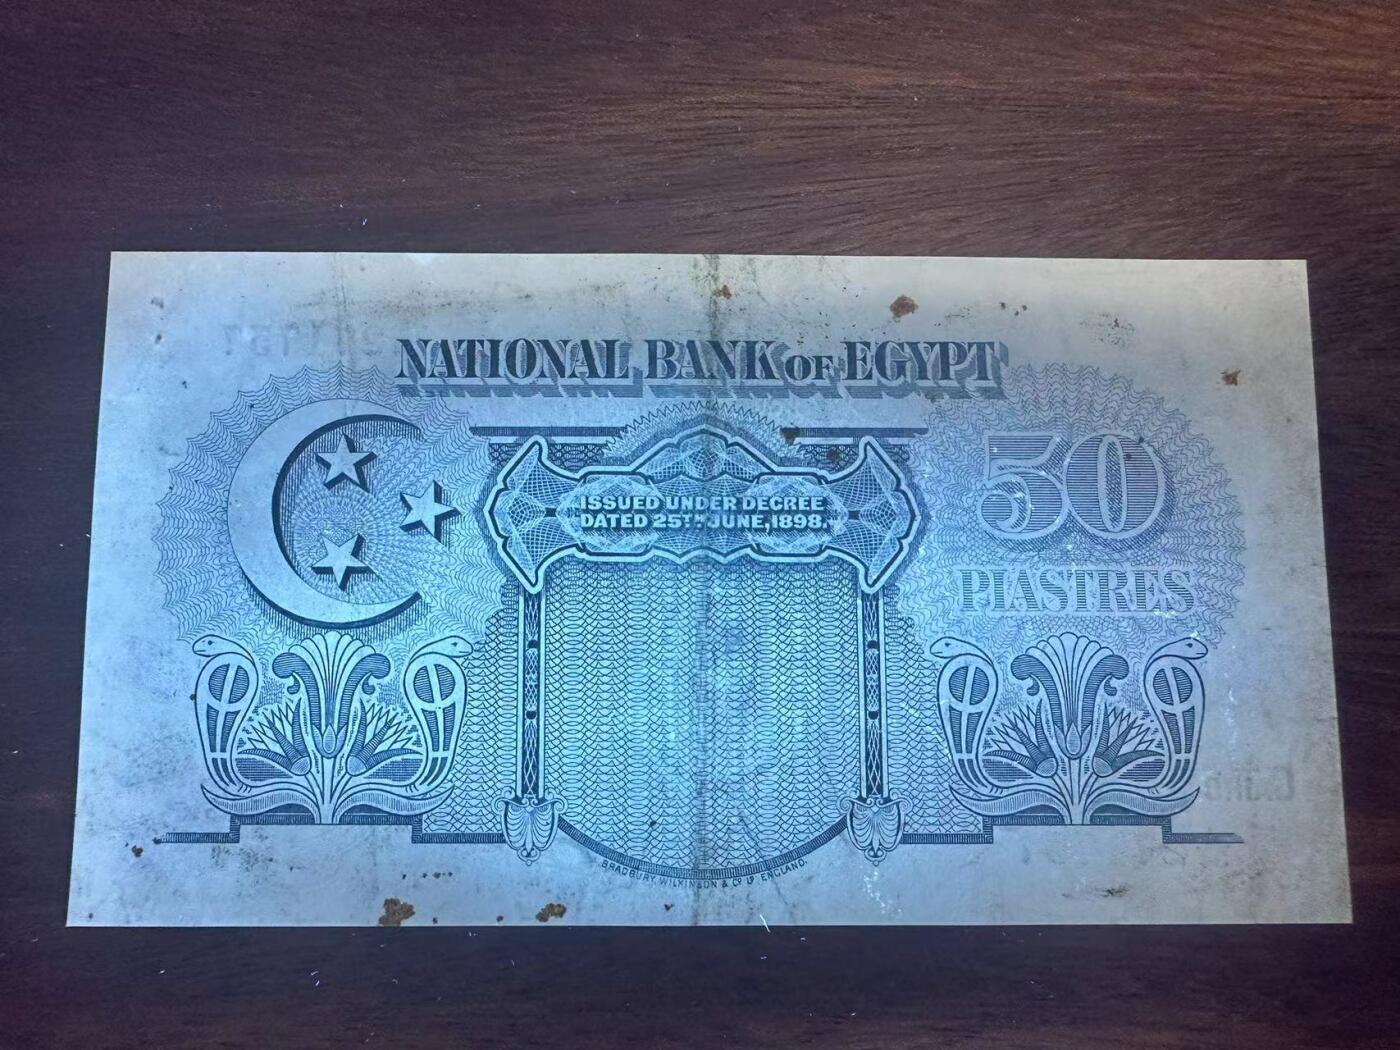 NATIONAL BANK OF EGYPT
ISSUED UNDER DECREE
DATED 25TH JUNE, 1898.
50
PIASTRES
BRADBURY, WILKINSON & Co Ld ENGLAND.